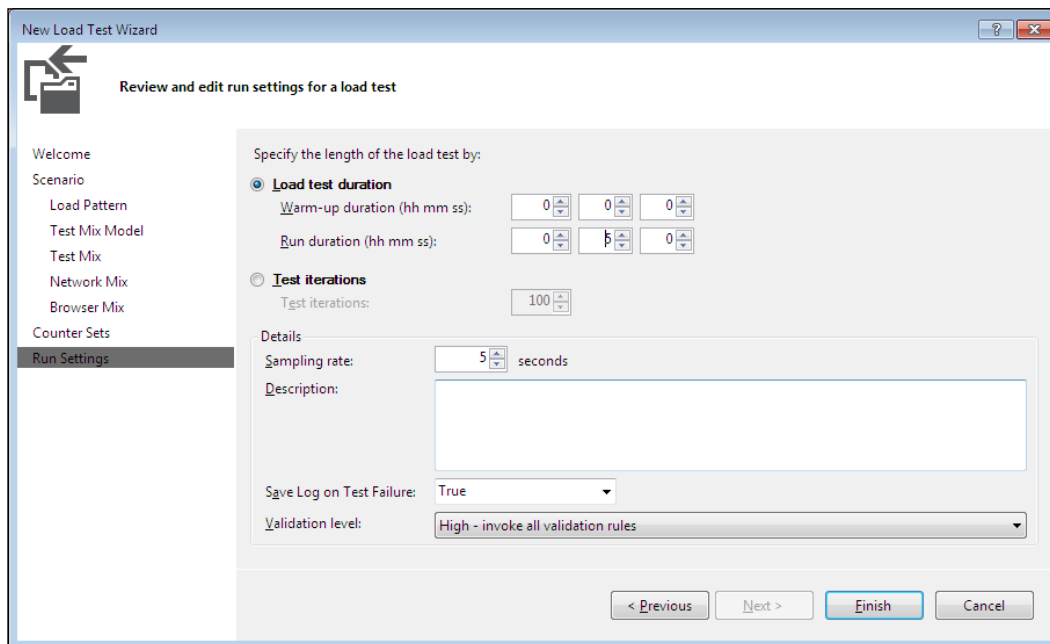 New Load Test Wizard
?
Review and edit run settings for a load test
Welcome
Scenario
Load Pattern
Test Mix Model
Test Mix
Network Mix
Browser Mix
Counter Sets
Run Settings
Specify the length of the load test by:
Load test duration
Warm-up duration (hh mm ss): 0 0 0
Run duration (hh mm ss): 0 5 0
Test iterations
Test iterations: 100
Details
Sampling rate: 5 seconds
Description:
Save Log on Test Failure: True
Validation level: High - invoke all validation rules
< Previous Next > Finish Cancel